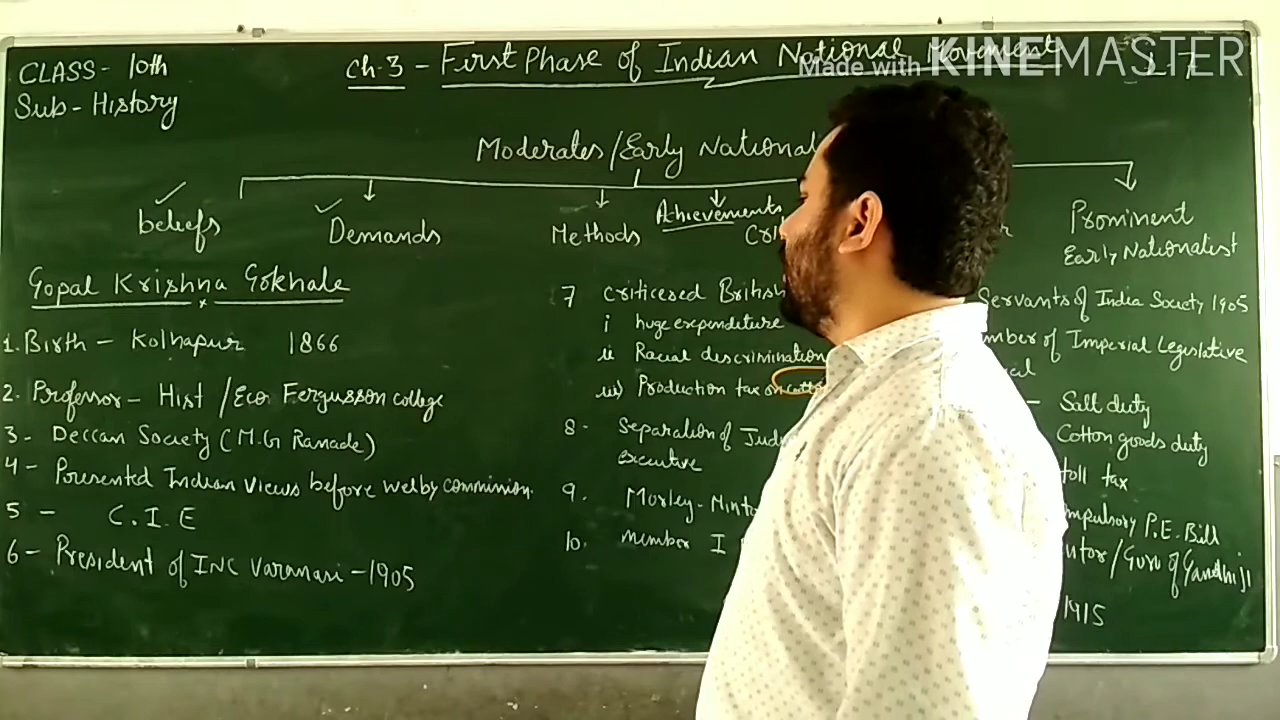 CLASS - 10th
Sub - History
Ch. 3 - First Phase of Indian National Movement
L-7
Made with KINEMASTER
Moderates/Early National
beliefs
Demands
Methods
Achievements
Prominent
Early Nationalist
Gopal Krishna Gokhale
1. Birth - Kolhapur 1866
2. Professor - Hist / Eco Fergusson college
3 - Deccan Society (M.G Ranade)
4 - Presented Indian views before welby commission.
5 - C.I.E
6 - President of INC Varanasi - 1905
7 criticesed British
i huge expenditure
ii Racial discrimination
iii) Production tax on cotto
8 - Separation of Judi
executive
9. Morley - Minto
10. member I
Servants of India Society 1905
mber of Imperial Legislative
- Salt duty
Cotton goods duty
toll tax
mpulsory P.E. Bill
ntor / Guru of Gandhiji
1915